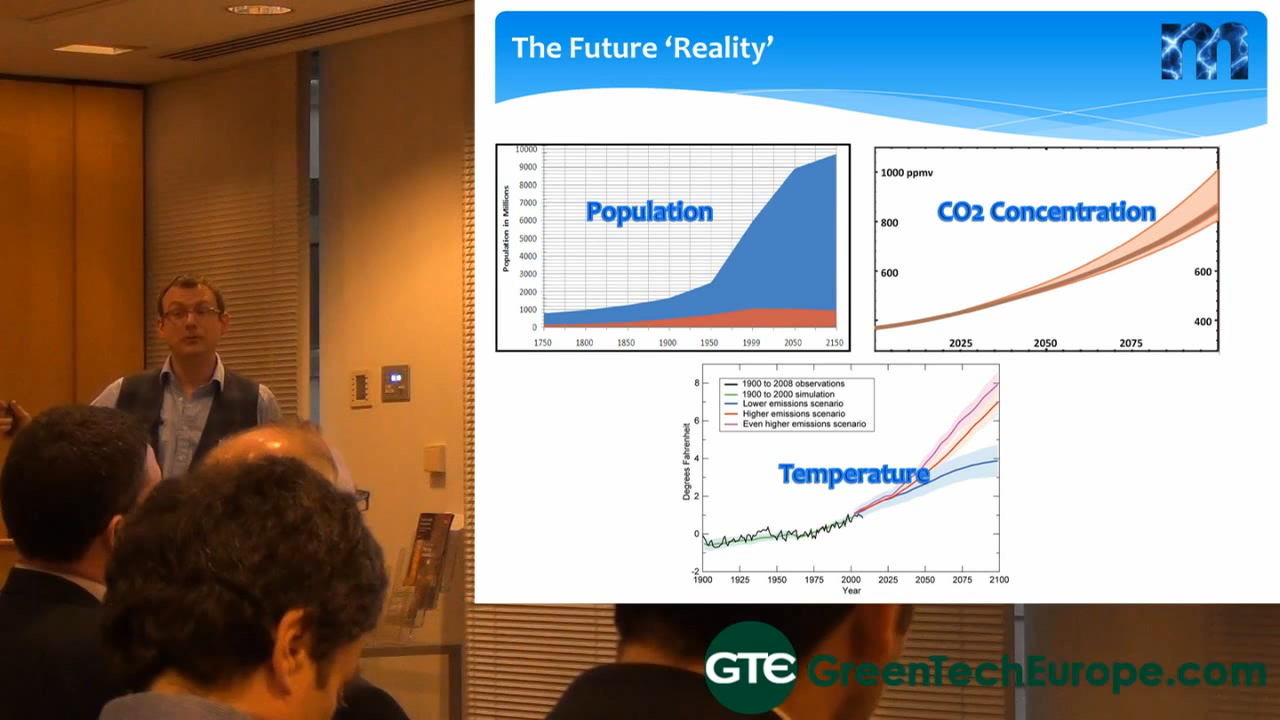 The Future ‘Reality’
m
Population
Population in Millions
10000
9000
8000
7000
6000
5000
4000
3000
2000
1000
0
1750 1800 1850 1900 1950 1999 2050 2150
CO2 Concentration
1000 ppmv
800
600 600
400
2025 2050 2075
Temperature
1900 to 2008 observations
1900 to 2000 simulation
Lower emissions scenario
Higher emissions scenario
Even higher emissions scenario
Degrees Fahrenheit
8
6
4
2
0
-2
1900 1925 1950 1975 2000 2025 2050 2075 2100
Year
GTE GreenTechEurope.com